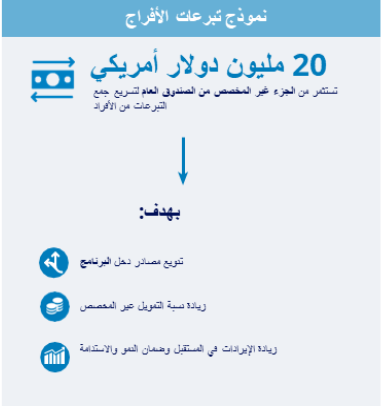 نموذج تبرعات الأفراج
20 مليون دولار أمريكي
تستثمر من الجزء غير المخصص من الصندوق العام لتسريع جمع
التبرعات من الأفراد
بهدف:
تنويع مصادر دخل البرنامج
زيادة نسبة التمويل غير المخصص
زيادة الإيرادات في المستقبل وضمان النمو والاستدامة